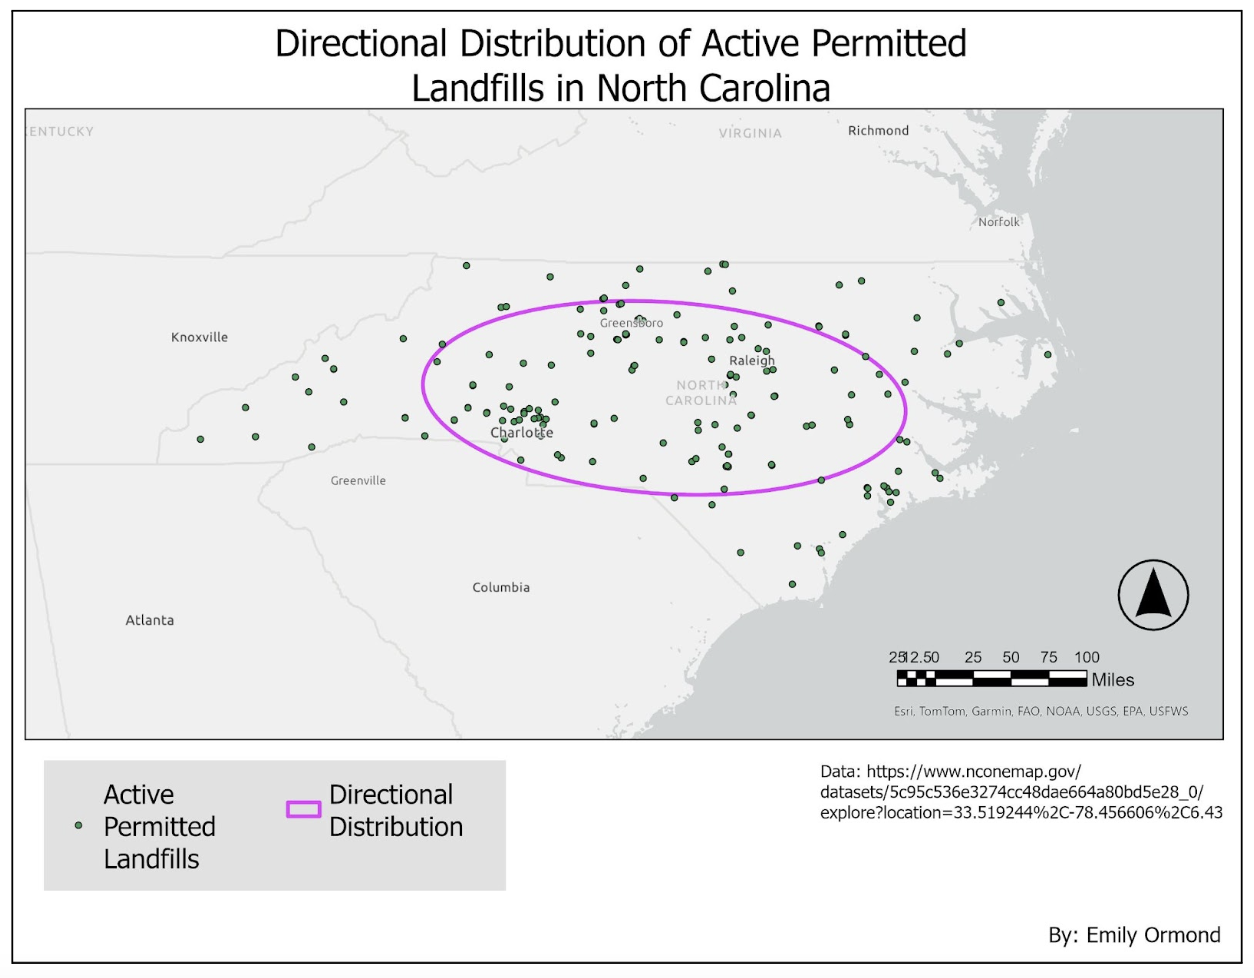 Directional Distribution of Active Permitted
Landfills in North Carolina
ENTUCKY
VIRGINIA
Richmond
Norfolk
Knoxville
Greensboro
Raleigh
NORTH
CAROLINA
Charlotte
Greenville
Columbia
Atlanta
25 12.5 0 25 50 75 100
Miles
Esri, TomTom, Garmin, FAO, NOAA, USGS, EPA, USFWS
Active
Permitted
Landfills
Directional
Distribution
Data: https://www.nconemap.gov/
datasets/5c95c536e3274cc48dae664a80bd5e28_0/
explore?location=33.519244%2C-78.456606%2C6.43
By: Emily Ormond